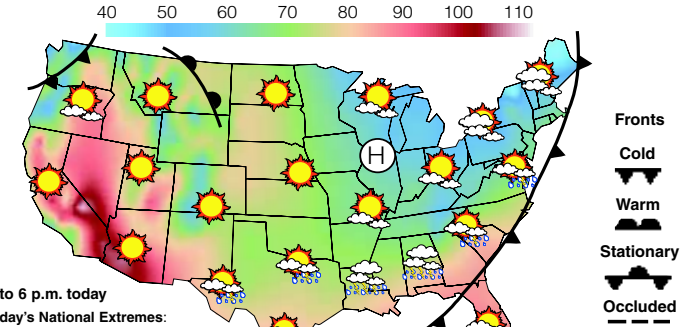 40 50 60 70 80 90 100 110
H
Fronts
Cold
Warm
Stationary
Occluded
to 6 p.m. today
day's National Extremes: